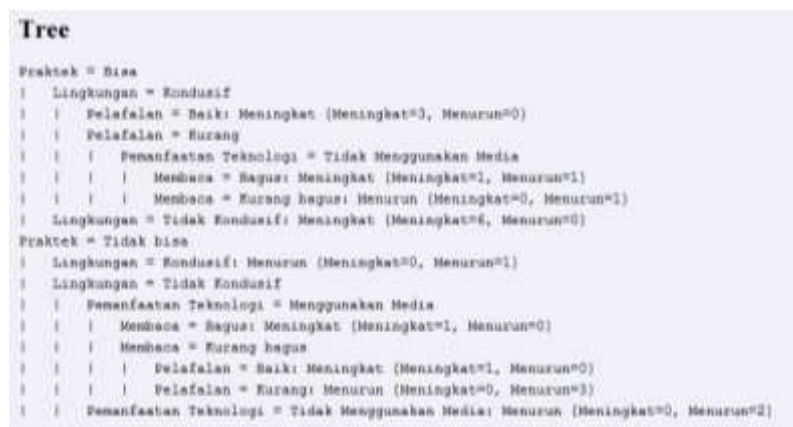 Tree
Praktek = Bisa
| Lingkungan = Kondusif
| | Pelafalan = Baik: Meningkat {Meningkat=3, Menurun=0}
| | Pelafalan = Kurang
| | | Pemanfaatan Teknologi = Tidak Menggunakan Media
| | | | Membaca = Bagus: Meningkat {Meningkat=1, Menurun=1}
| | | | Membaca = Kurang bagus: Menurun {Meningkat=0, Menurun=1}
| Lingkungan = Tidak Kondusif: Meningkat {Meningkat=6, Menurun=0}
Praktek = Tidak bisa
| Lingkungan = Kondusif: Menurun {Meningkat=0, Menurun=1}
| Lingkungan = Tidak Kondusif
| | Pemanfaatan Teknologi = Menggunakan Media
| | | Membaca = Bagus: Meningkat {Meningkat=1, Menurun=0}
| | | Membaca = Kurang bagus
| | | | Pelafalan = Baik: Meningkat {Meningkat=1, Menurun=0}
| | | | Pelafalan = Kurang: Menurun {Meningkat=0, Menurun=3}
| | Pemanfaatan Teknologi = Tidak Menggunakan Media: Menurun {Meningkat=0, Menurun=2}